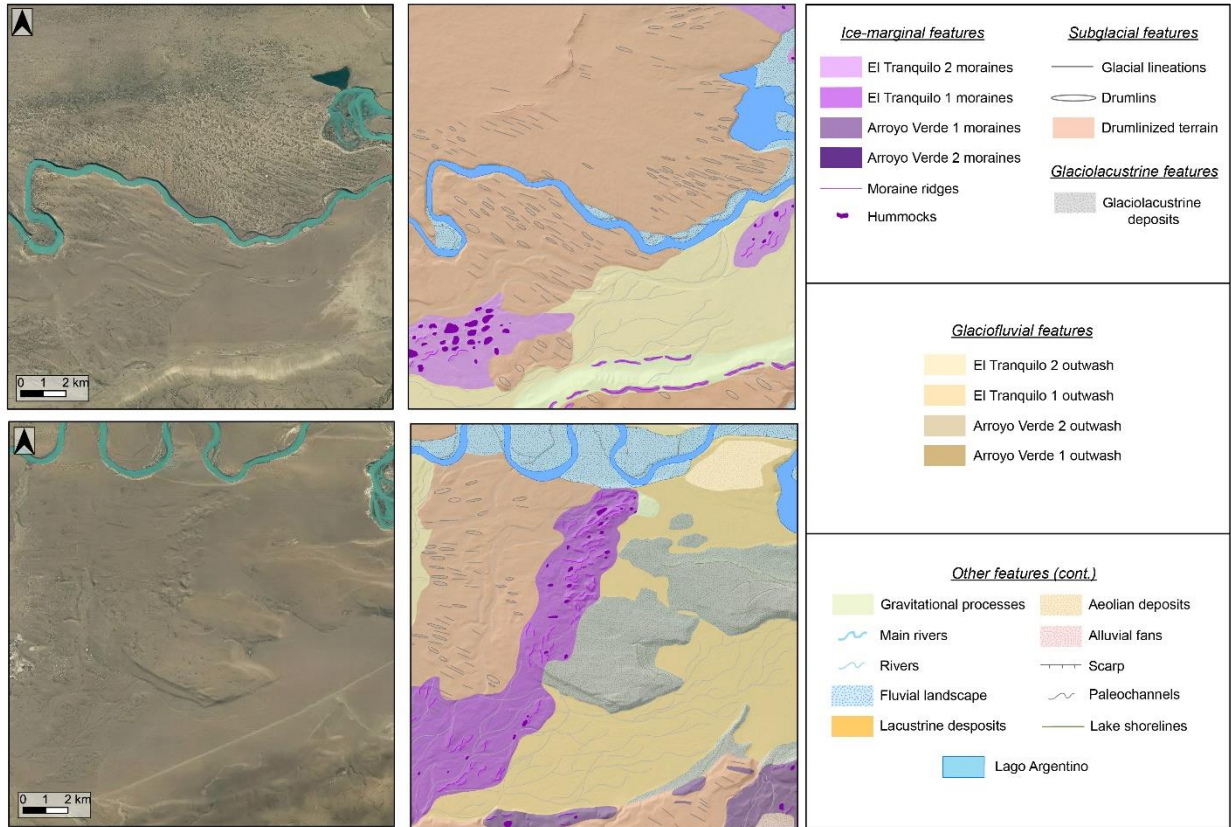 0 1 2 km
0 1 2 km
Ice-marginal features
El Tranquilo 2 moraines
El Tranquilo 1 moraines
Arroyo Verde 1 moraines
Arroyo Verde 2 moraines
Moraine ridges
Hummocks
Subglacial features
Glacial lineations
Drumlins
Drumlinized terrain
Glaciolacustrine features
Glaciolacustrine
deposits
Glaciofluvial features
El Tranquilo 2 outwash
El Tranquilo 1 outwash
Arroyo Verde 2 outwash
Arroyo Verde 1 outwash
Other features (cont.)
Gravitational processes
Main rivers
Rivers
Fluvial landscape
Lacustrine desposits
Aeolian deposits
Alluvial fans
Scarp
Paleochannels
Lake shorelines
Lago Argentino